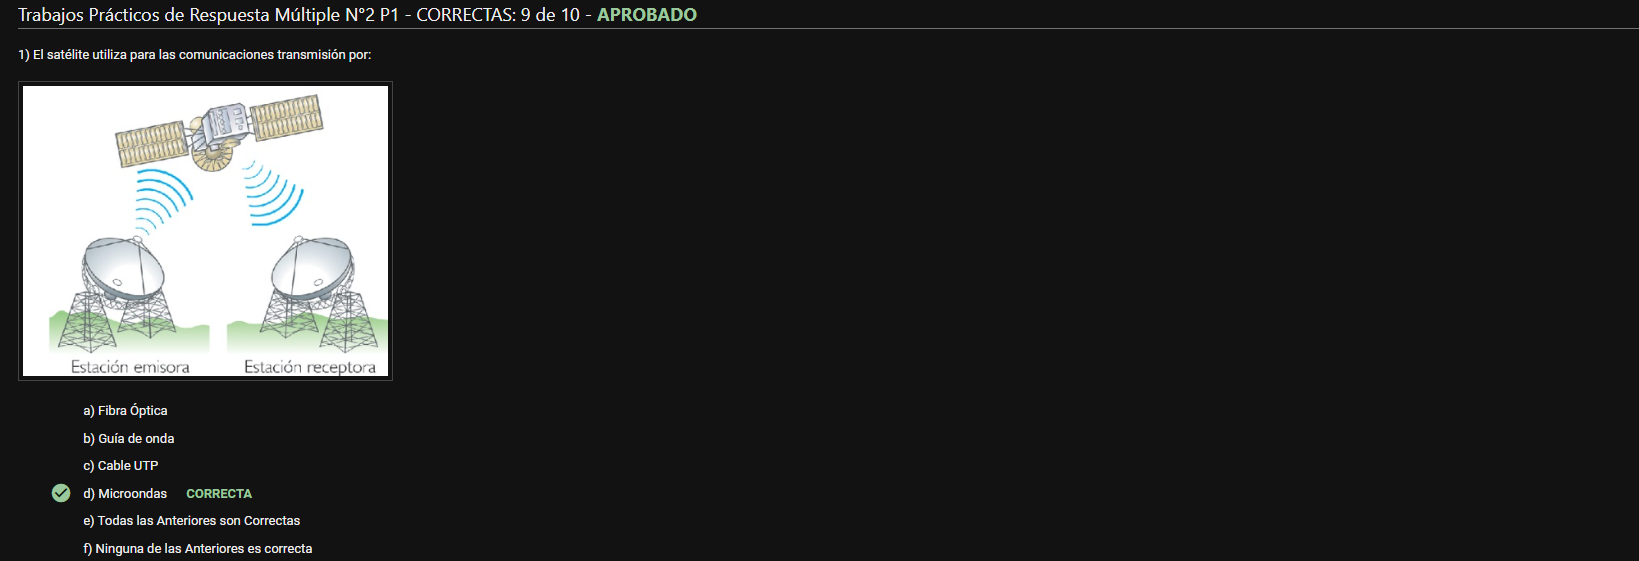 Trabajos Prácticos de Respuesta Múltiple N°2 P1 - CORRECTAS: 9 de 10 - APROBADO
1) El satélite utiliza para las comunicaciones transmisión por:
Estación emisora
Estación receptora
a) Fibra Óptica
b) Guía de onda
c) Cable UTP
d) Microondas CORRECTA
e) Todas las Anteriores son Correctas
f) Ninguna de las Anteriores es correcta